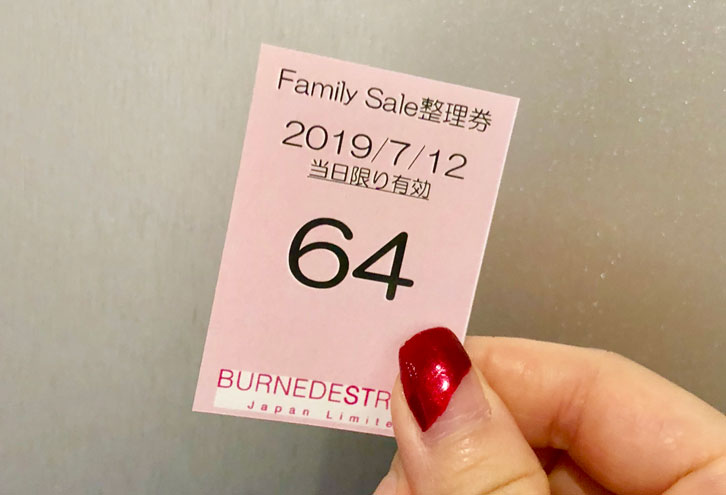 Family Sale整理券
2019/7/12
当日限り有効
64
BURNEDESTR
Japan Limite